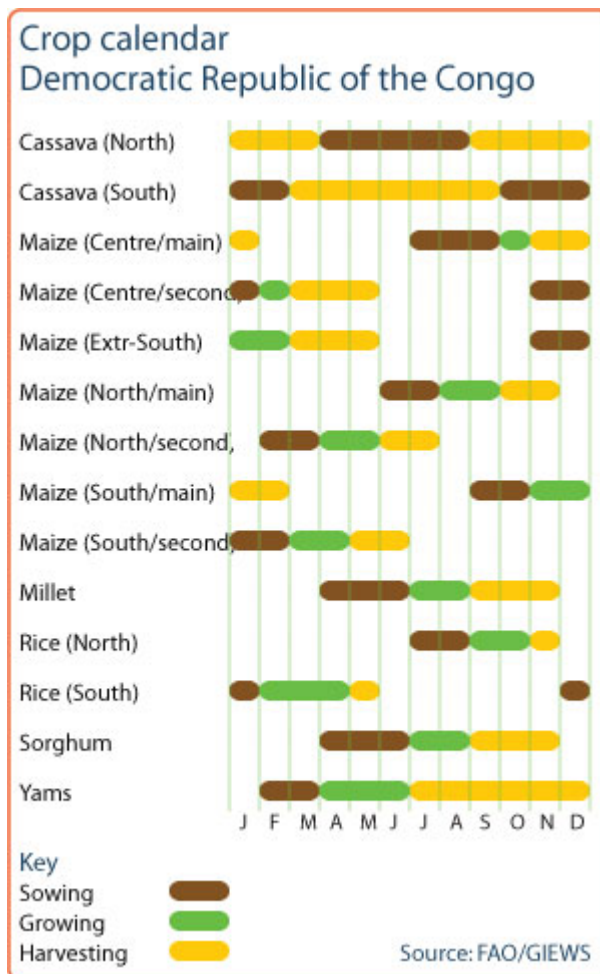 Crop calendar
Democratic Republic of the Congo
Cassava (North)
Cassava (South)
Maize (Centre/main)
Maize (Centre/second,
Maize (Extr-South)
Maize (North/main)
Maize (North/second,
Maize (South/main)
Maize (South/second,
Millet
Rice (North)
Rice (South)
Sorghum
Yams
J F M A M J J A S O N D
Key
Sowing
Growing
Harvesting
Source: FAO/GIEWS